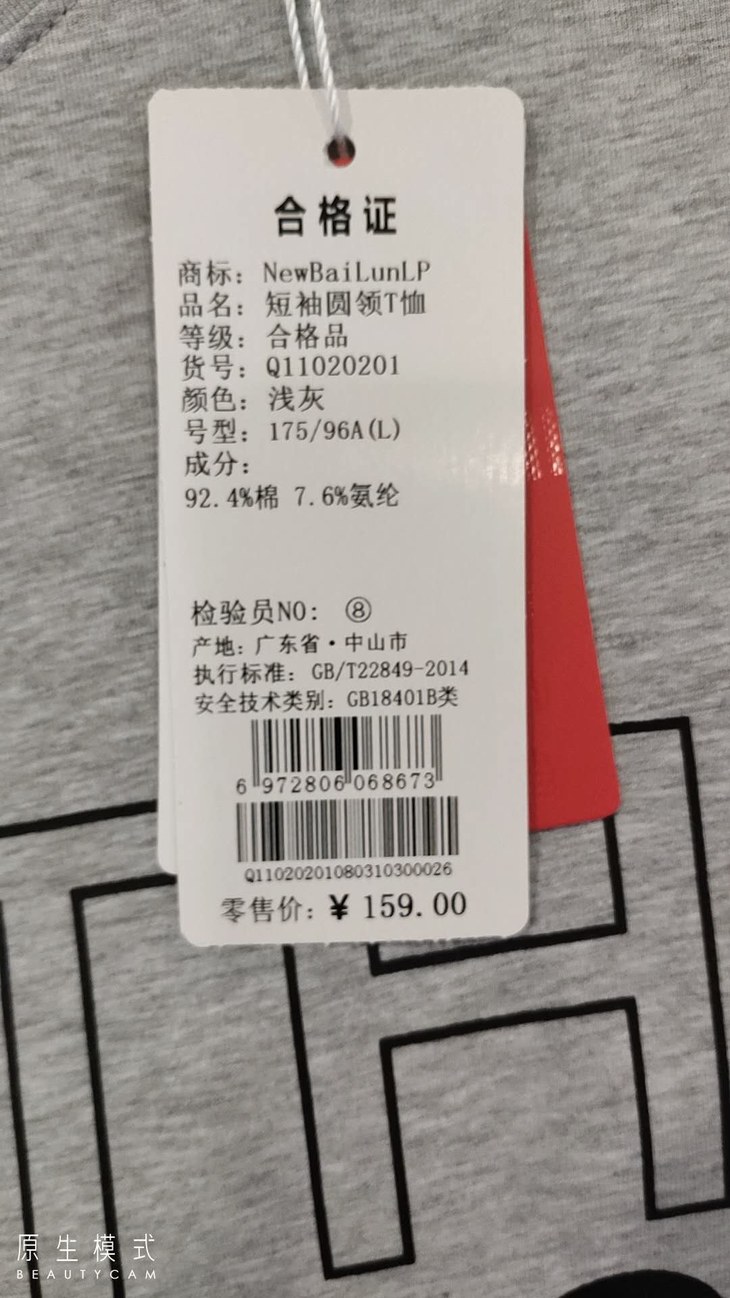 合格证
商标: NewBaiLunLP
品名: 短袖圆领T恤
等级: 合格品
货号: Q11020201
颜色: 浅灰
号型: 175/96A(L)
成分:
92.4%棉 7.6%氨纶
检验员NO: ⑧
产地: 广东省·中山市
执行标准: GB/T22849-2014
安全技术类别: GB18401B类
6 972806 068673
Q11020201080310300026
零售价: ¥ 159.00
TH
原生模式
BEAUTYCAM